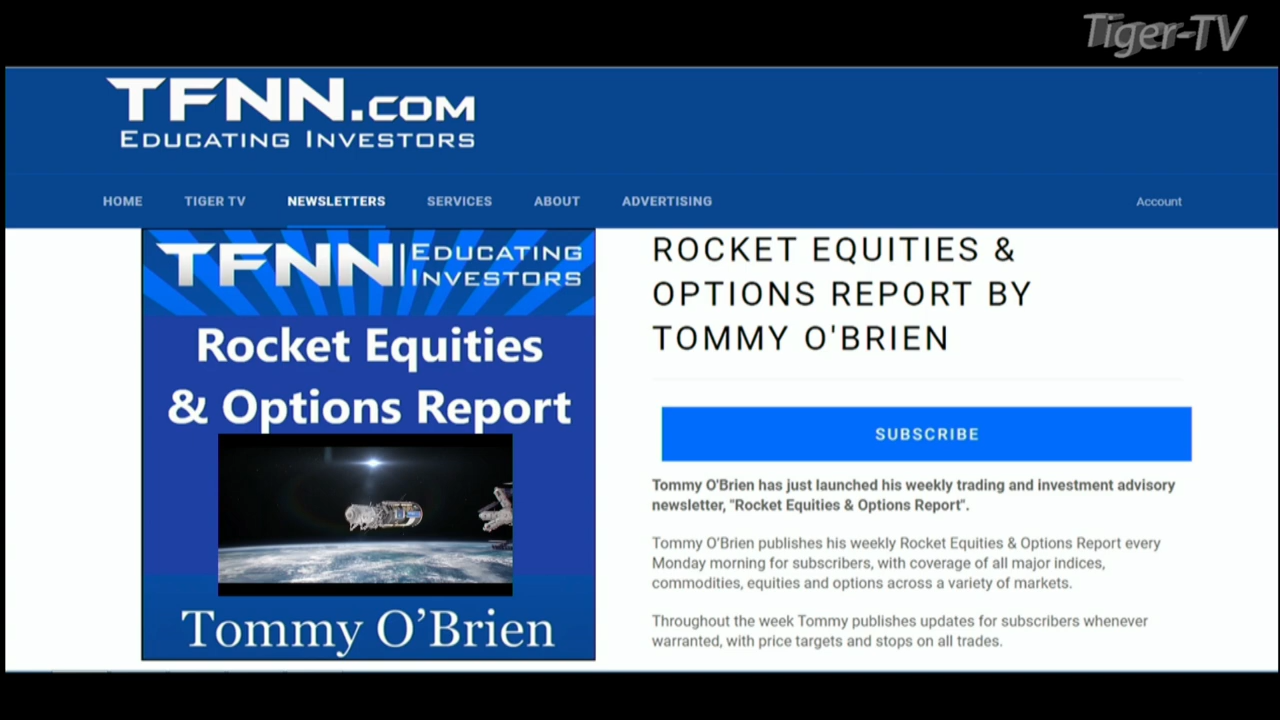 Tiger-TV
TFNN.COM
EDUCATING INVESTORS
HOME TIGER TV NEWSLETTERS SERVICES ABOUT ADVERTISING Account
TFNN | EDUCATING
INVESTORS
Rocket Equities
& Options Report
Tommy O’Brien
ROCKET EQUITIES &
OPTIONS REPORT BY
TOMMY O'BRIEN
SUBSCRIBE
Tommy O'Brien has just launched his weekly trading and investment advisory
newsletter, "Rocket Equities & Options Report".
Tommy O'Brien publishes his weekly Rocket Equities & Options Report every
Monday morning for subscribers, with coverage of all major indices,
commodities, equities and options across a variety of markets.
Throughout the week Tommy publishes updates for subscribers whenever
warranted, with price targets and stops on all trades.